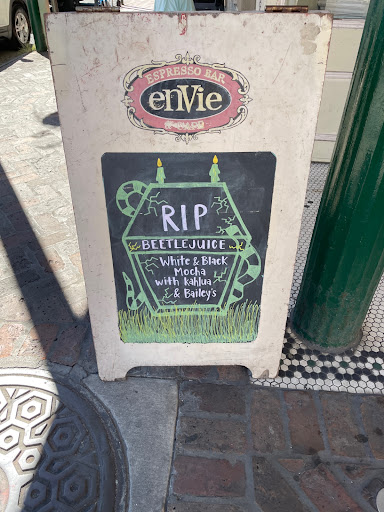 ESPRESSO BAR
envie
RIP
BEETLEJUICE
White & Black
Mocha
with kahlua
& Bailey's